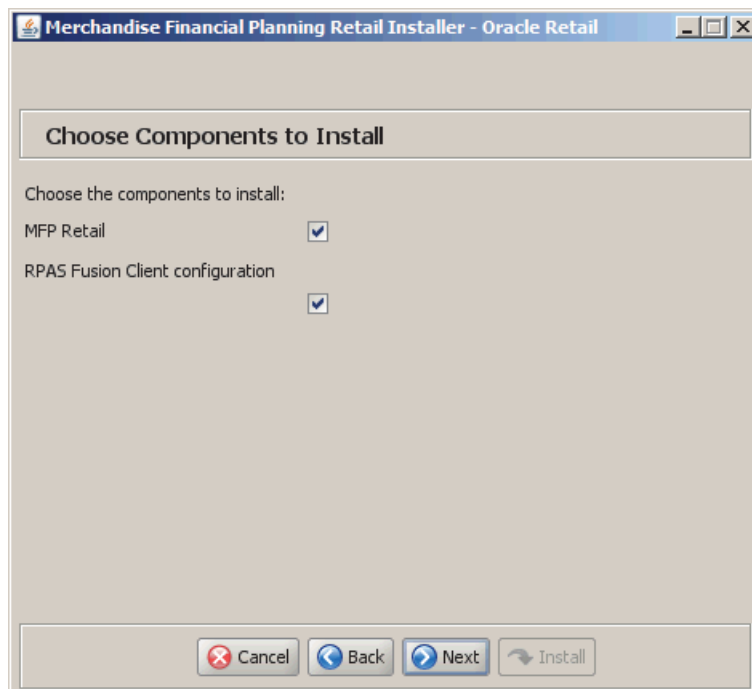 Merchandise Financial Planning Retail Installer - Oracle Retail
Choose Components to Install
Choose the components to install:
MFP Retail
RPAS Fusion Client configuration
Cancel Back Next Install